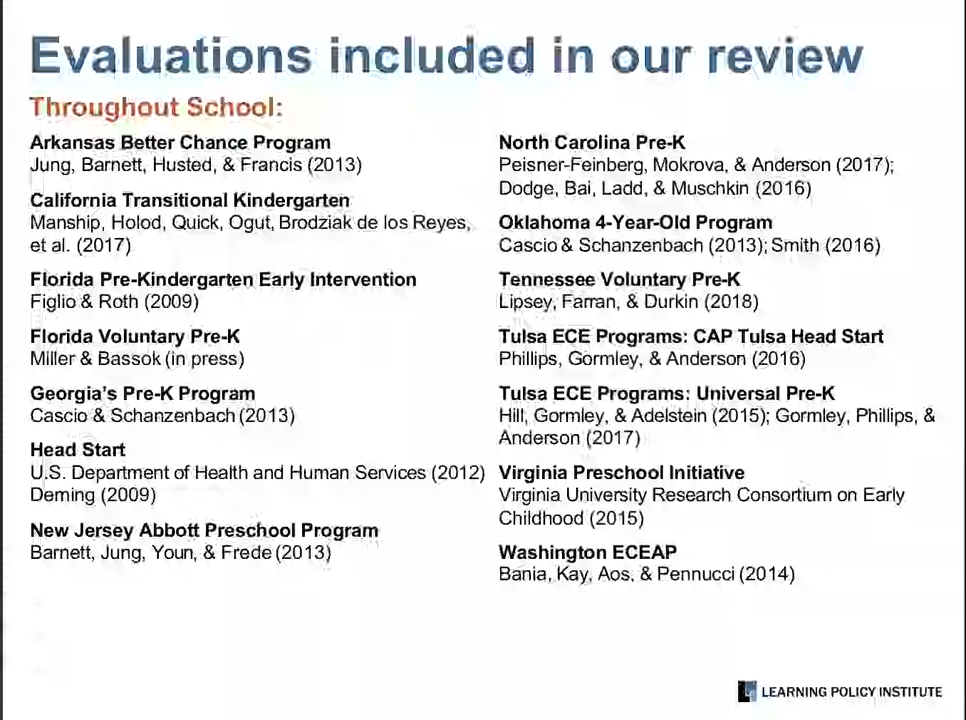 Evaluations included in our review
Throughout School:
Arkansas Better Chance Program
Jung, Barnett, Husted, & Francis (2013)
California Transitional Kindergarten
Manship, Holod, Quick, Ogut, Brodziak de los Reyes,
et al. (2017)
Florida Pre-Kindergarten Early Intervention
Figlio & Roth (2009)
Florida Voluntary Pre-K
Miller & Bassok (in press)
Georgia's Pre-K Program
Cascio & Schanzenbach (2013)
Head Start
U.S. Department of Health and Human Services (2012)
Deming (2009)
New Jersey Abbott Preschool Program
Barnett, Jung, Youn, & Frede (2013)
North Carolina Pre-K
Peisner-Feinberg, Mokrova, & Anderson (2017);
Dodge, Bai, Ladd, & Muschkin (2016)
Oklahoma 4-Year-Old Program
Cascio & Schanzenbach (2013); Smith (2016)
Tennessee Voluntary Pre-K
Lipsey, Farran, & Durkin (2018)
Tulsa ECE Programs: CAP Tulsa Head Start
Phillips, Gormley, & Anderson (2016)
Tulsa ECE Programs: Universal Pre-K
Hill, Gormley, & Adelstein (2015); Gormley, Phillips, &
Anderson (2017)
Virginia Preschool Initiative
Virginia University Research Consortium on Early
Childhood (2015)
Washington ECEAP
Bania, Kay, Aos, & Pennucci (2014)
LEARNING POLICY INSTITUTE